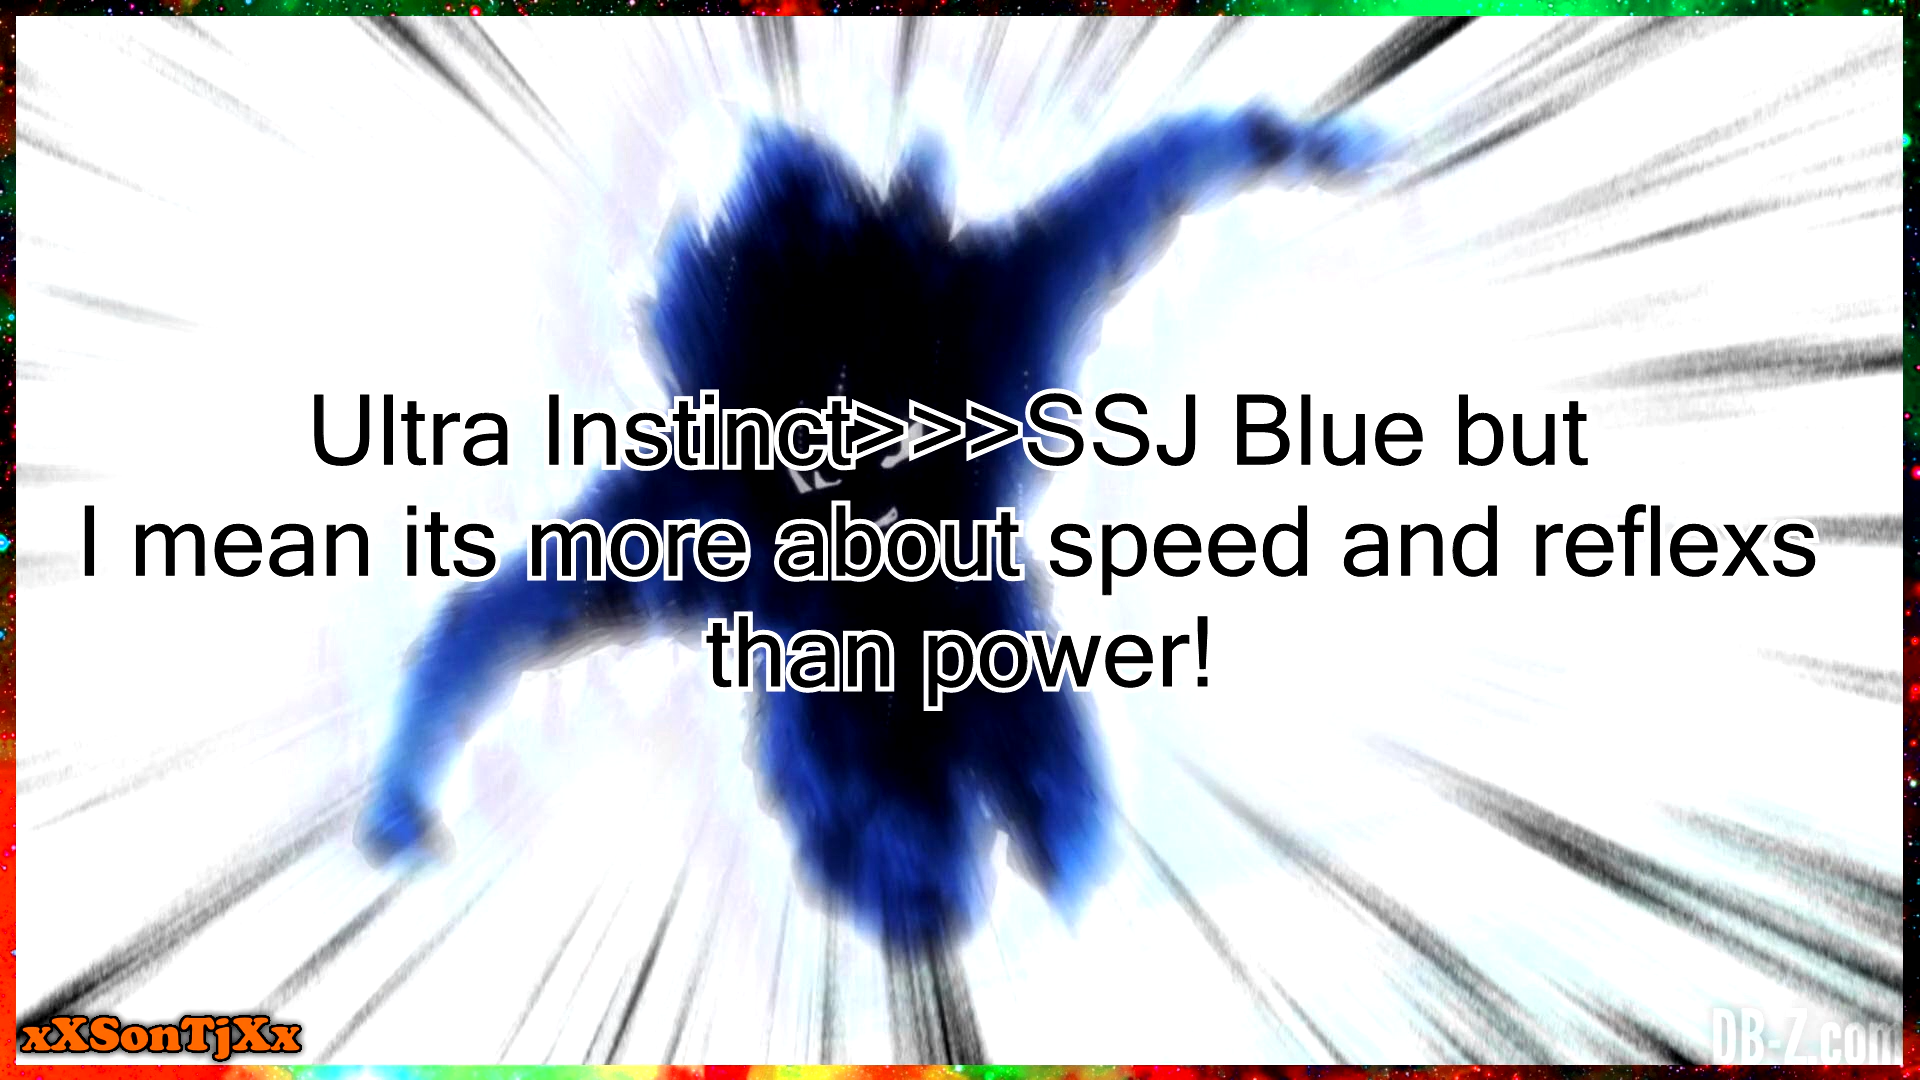 Ultra Instinct>>>SSJ Blue but
I mean its more about speed and reflexs
than power!
xXSonTjXx
DB-Z.com